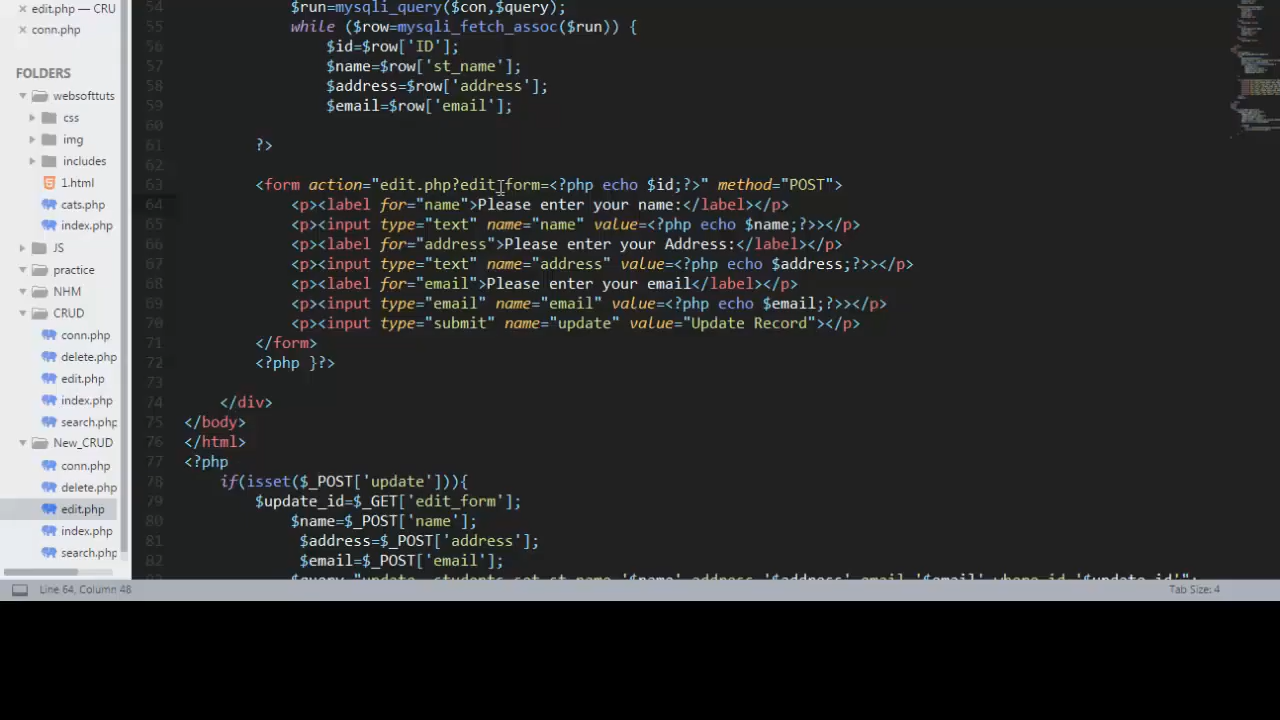 edit.php — CRU
conn.php
FOLDERS
websofttuts
css
img
includes
1.html
cats.php
index.php
JS
practice
NHM
CRUD
conn.php
delete.php
edit.php
index.php
search.php
New_CRUD
conn.php
delete.php
edit.php
index.php
search.php
54 $run=mysqli_query($con,$query);
55 while ($row=mysqli_fetch_assoc($run)) {
56 $id=$row['ID'];
57 $name=$row['st_name'];
58 $address=$row['address'];
59 $email=$row['email'];
60
61 ?>
62
63 <form action="edit.php?edit_form=<?php echo $id;?>" method="POST">
64 <p><label for="name">Please enter your name:</label></p>
65 <p><input type="text" name="name" value=<?php echo $name;?>></p>
66 <p><label for="address">Please enter your Address:</label></p>
67 <p><input type="text" name="address" value=<?php echo $address;?>></p>
68 <p><label for="email">Please enter your email</label></p>
69 <p><input type="email" name="email" value=<?php echo $email;?>></p>
70 <p><input type="submit" name="update" value="Update Record"></p>
71 </form>
72 <?php }?>
73
74 </div>
75 </body>
76 </html>
77 <?php
78 if(isset($_POST['update'])){
79 $update_id=$_GET['edit_form'];
80 $name=$_POST['name'];
81 $address=$_POST['address'];
82 $email=$_POST['email'];
Line 64, Column 48
Tab Size: 4